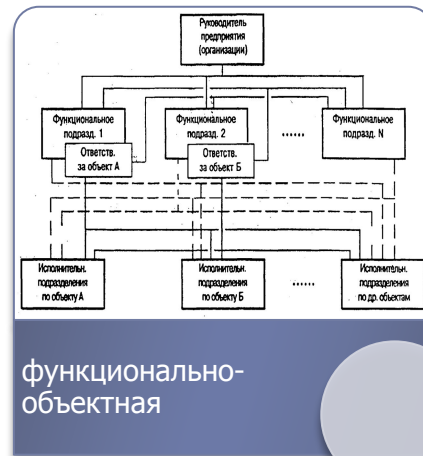 Руководитель
предприятия
(организации)
Функциональное
подразд. 1
Функциональное
подразд. 2
......
Функциональное
подразд. N
Ответств.
за объект А
Ответств.
за объект Б
Исполнительн.
подразделения
по объекту А
Исполнительн.
подразделения
по объекту Б
......
Исполнительн.
подразделения
по др. объектам
функционально-
объектная